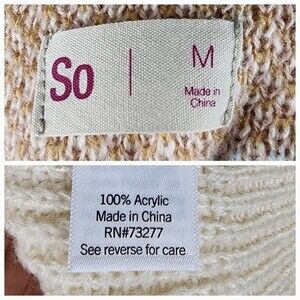 So
M
Made in
China
100% Acrylic
Made in China
RN#73277
See reverse for care